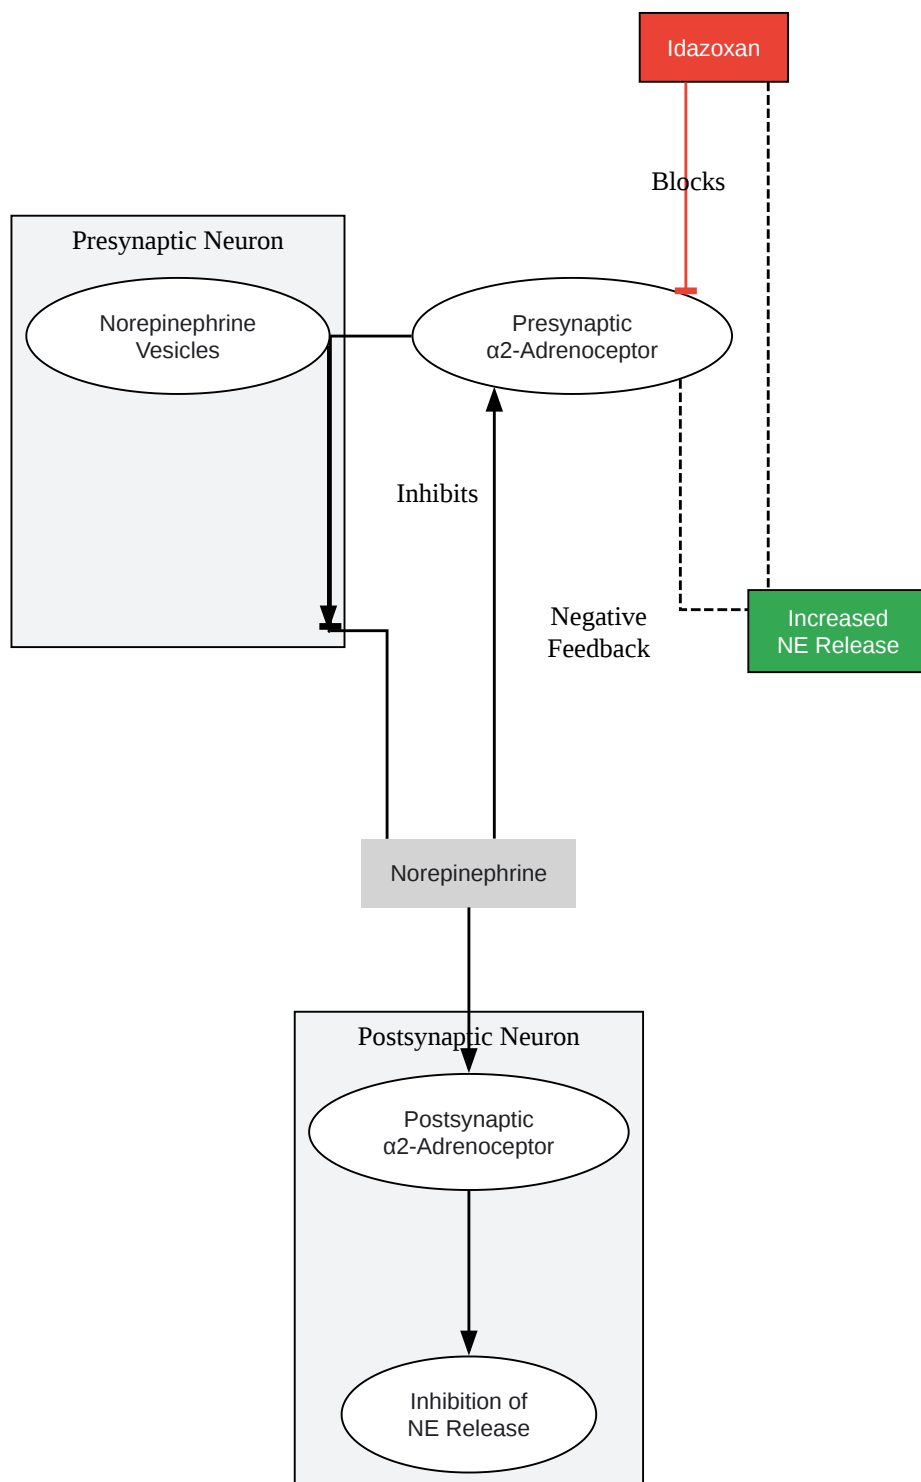 Idazoxan
Blocks
Presynaptic Neuron
Norepinephrine
Vesicles
Presynaptic
α2-Adrenoceptor
Inhibits
Negative
Feedback
Increased
NE Release
Norepinephrine
Postsynaptic Neuron
Postsynaptic
α2-Adrenoceptor
Inhibition of
NE Release